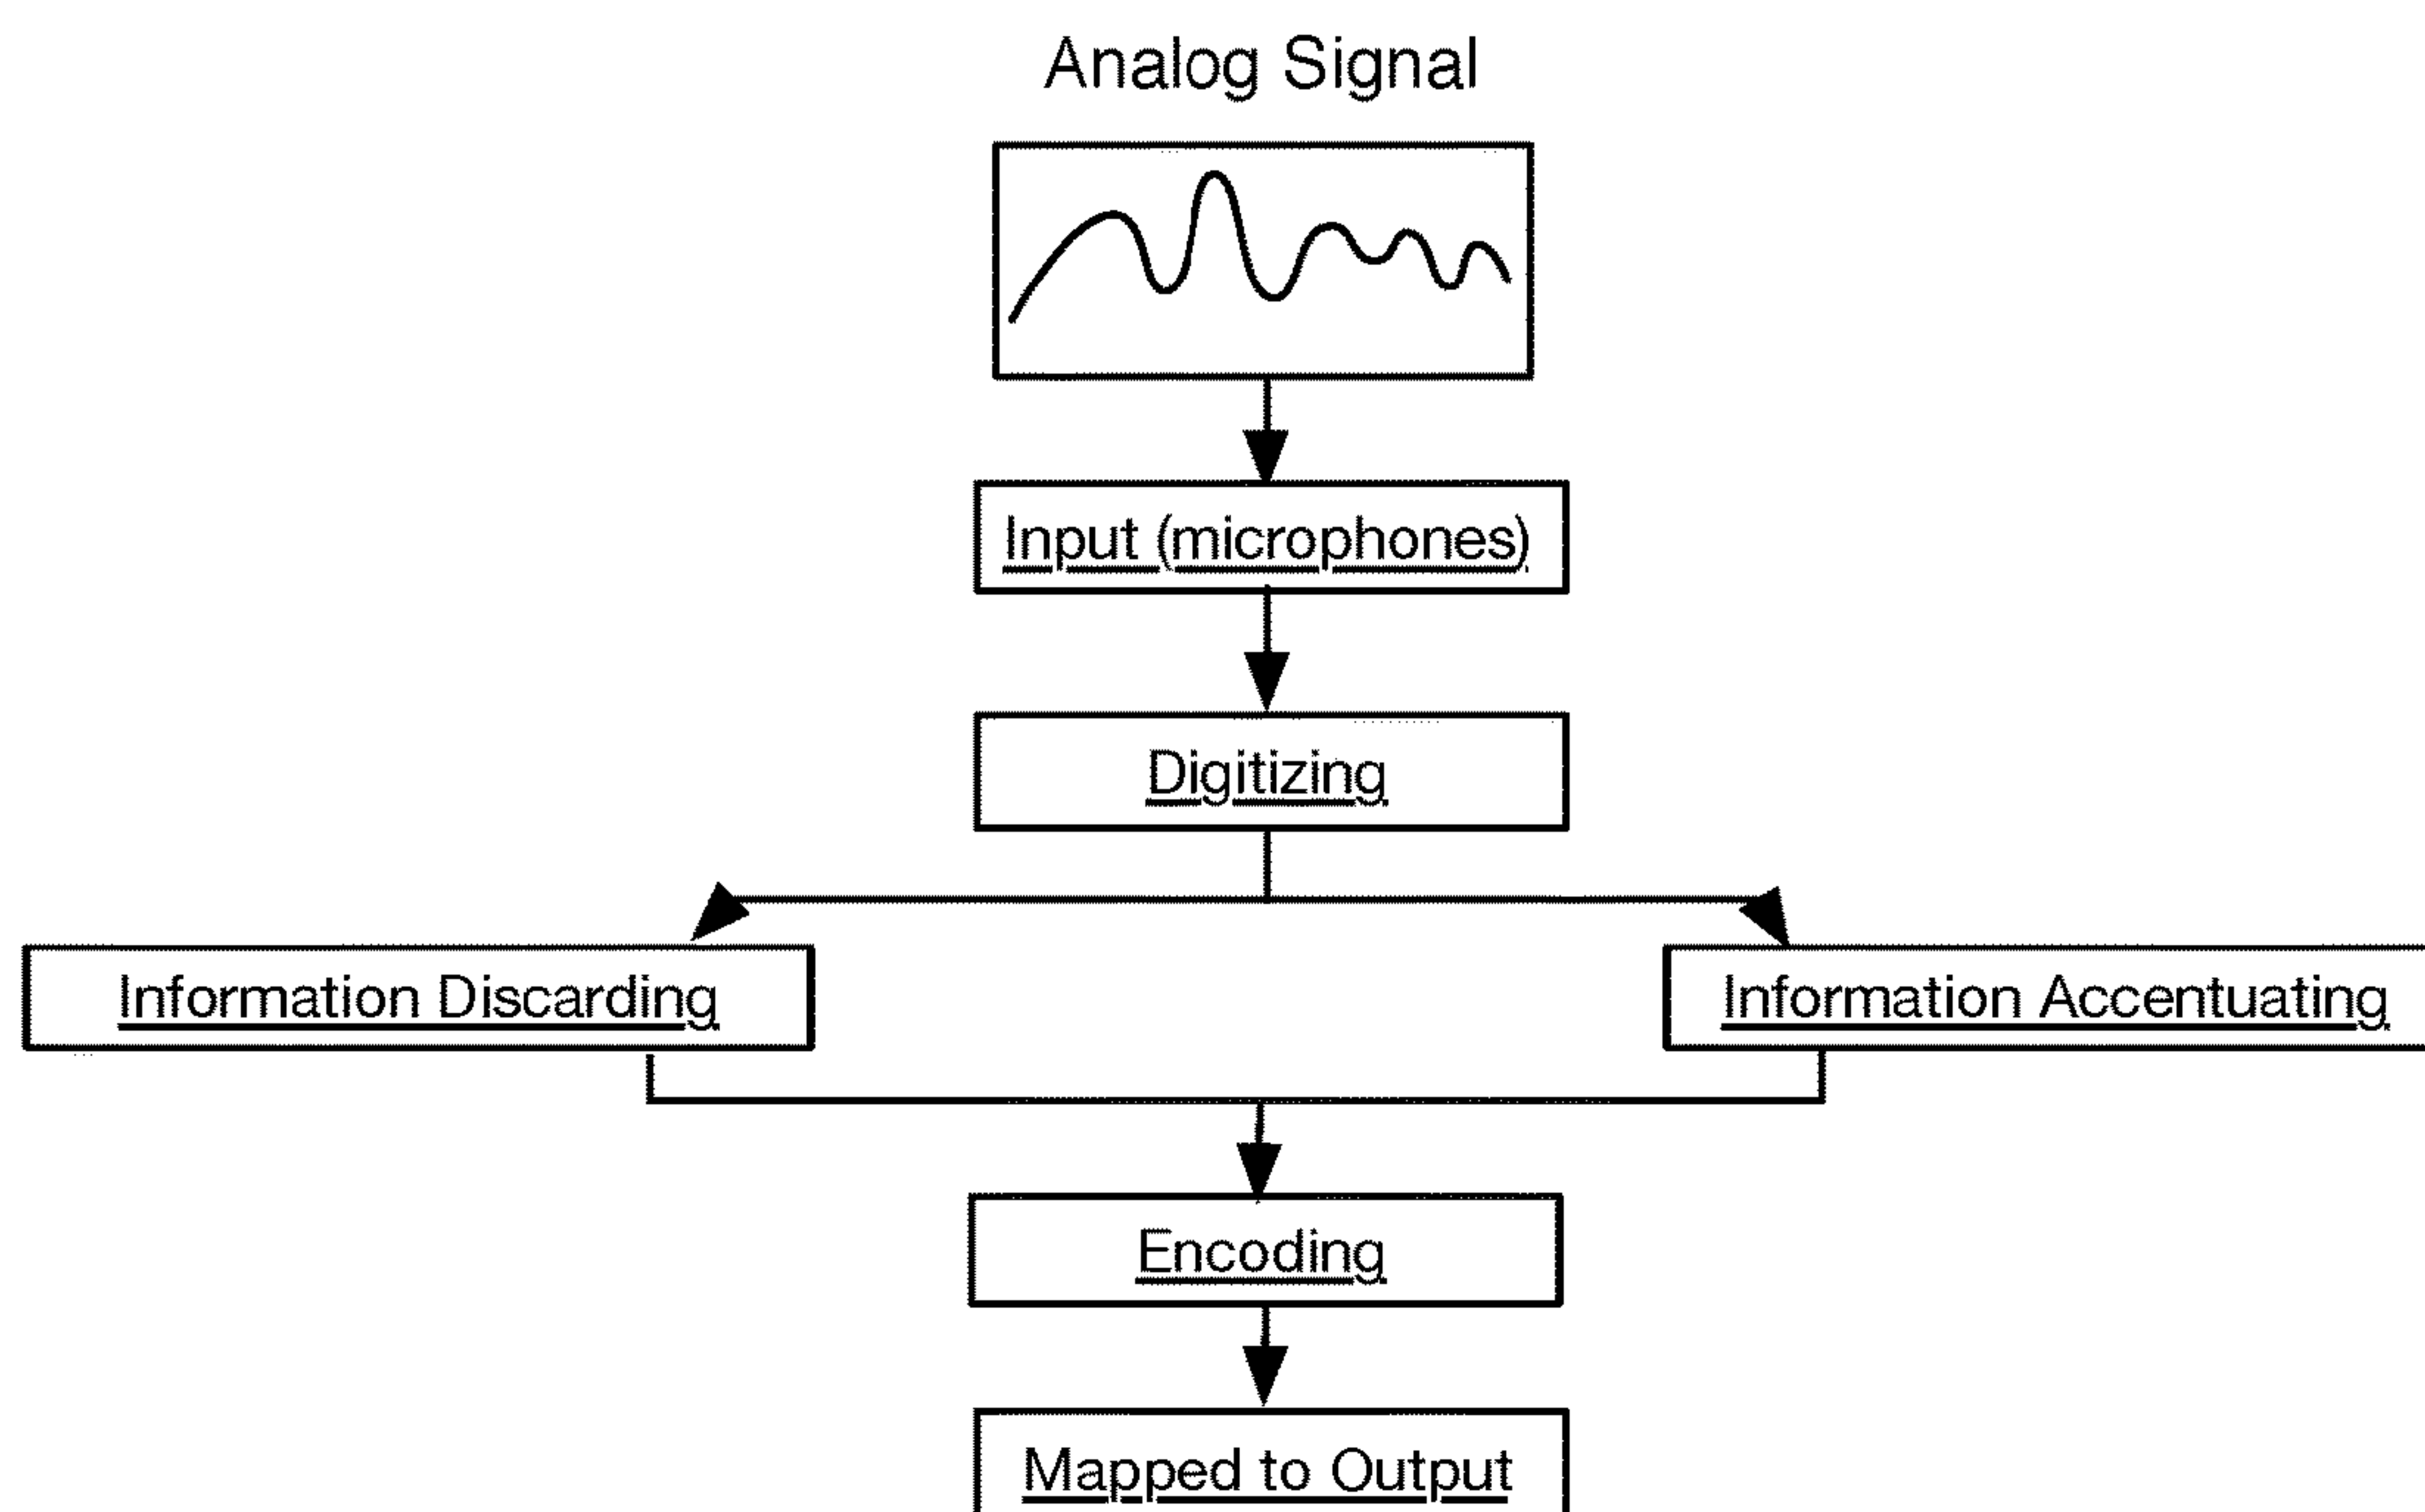 Analog Signal
Input (microphones)
Digitizing
Information Discarding
Information Accentuating
Encoding
Mapped to Output